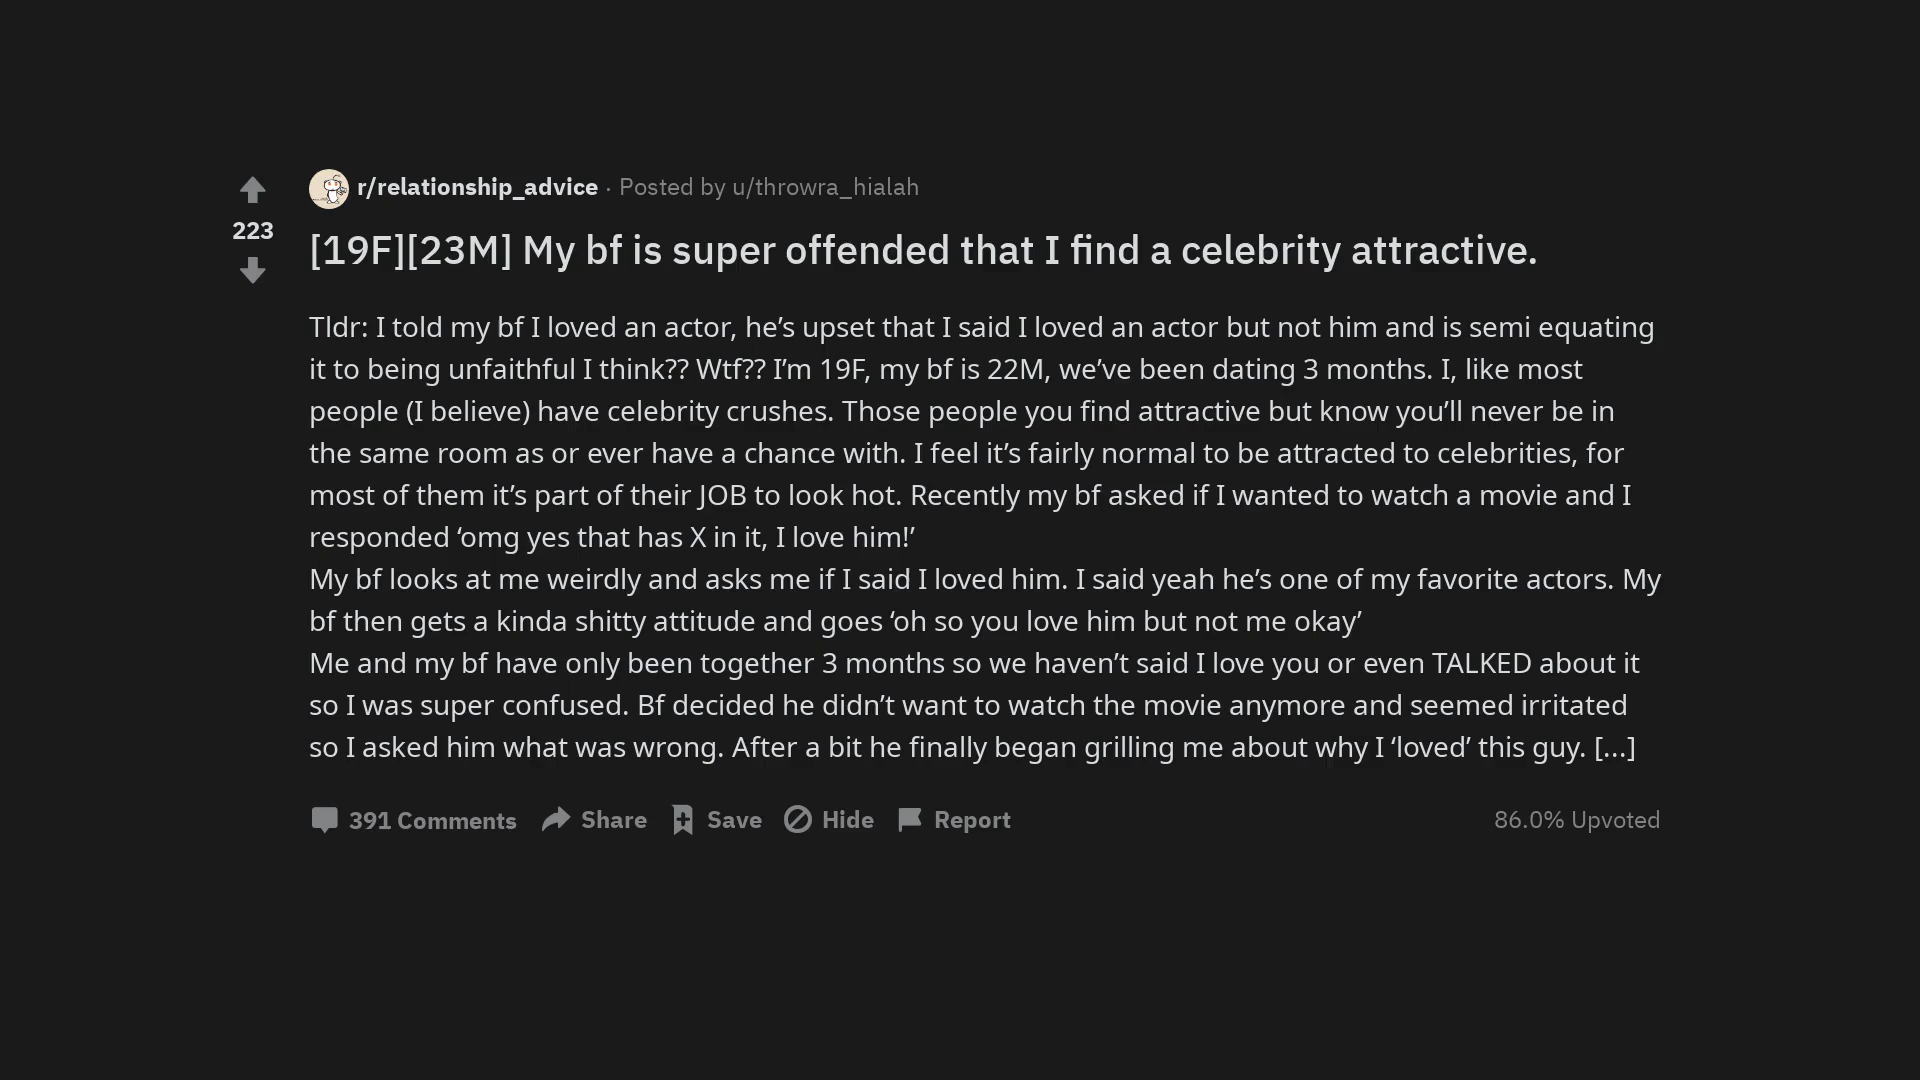 r/relationship_advice · Posted by u/throwra_hialah
223
[19F][23M] My bf is super offended that I find a celebrity attractive.
Tldr: I told my bf I loved an actor, he’s upset that I said I loved an actor but not him and is semi equating
it to being unfaithful I think?? Wtf?? I’m 19F, my bf is 22M, we’ve been dating 3 months. I, like most
people (I believe) have celebrity crushes. Those people you find attractive but know you’ll never be in
the same room as or ever have a chance with. I feel it’s fairly normal to be attracted to celebrities, for
most of them it’s part of their JOB to look hot. Recently my bf asked if I wanted to watch a movie and I
responded ‘omg yes that has X in it, I love him!’
My bf looks at me weirdly and asks me if I said I loved him. I said yeah he’s one of my favorite actors. My
bf then gets a kinda shitty attitude and goes ‘oh so you love him but not me okay’
Me and my bf have only been together 3 months so we haven’t said I love you or even TALKED about it
so I was super confused. Bf decided he didn’t want to watch the movie anymore and seemed irritated
so I asked him what was wrong. After a bit he finally began grilling me about why I ‘loved’ this guy. [...]
391 Comments Share Save Hide Report 86.0% Upvoted